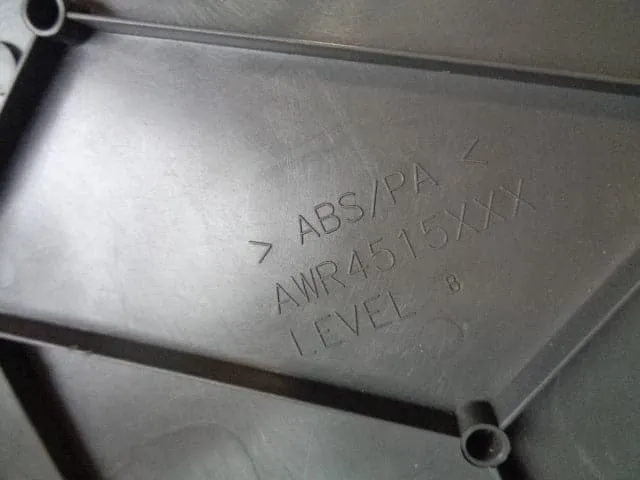 > ABS/PA <
AWR4515XXX
LEVEL B